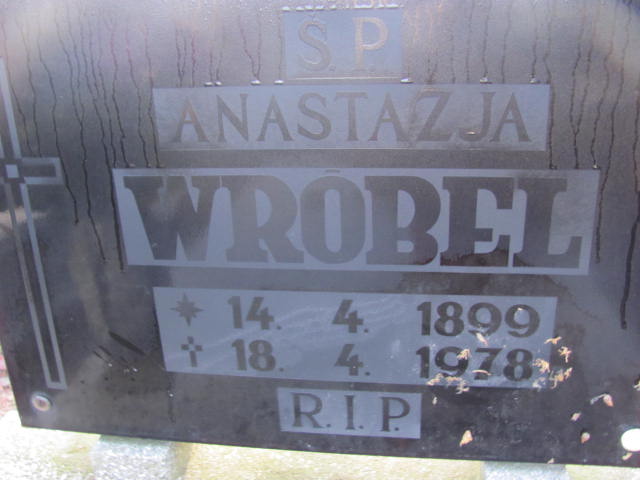 Ś.P.
ANASTAZJA
WRÓBEL
* 14. 4. 1899
† 18. 4. 1978
R.I.P.